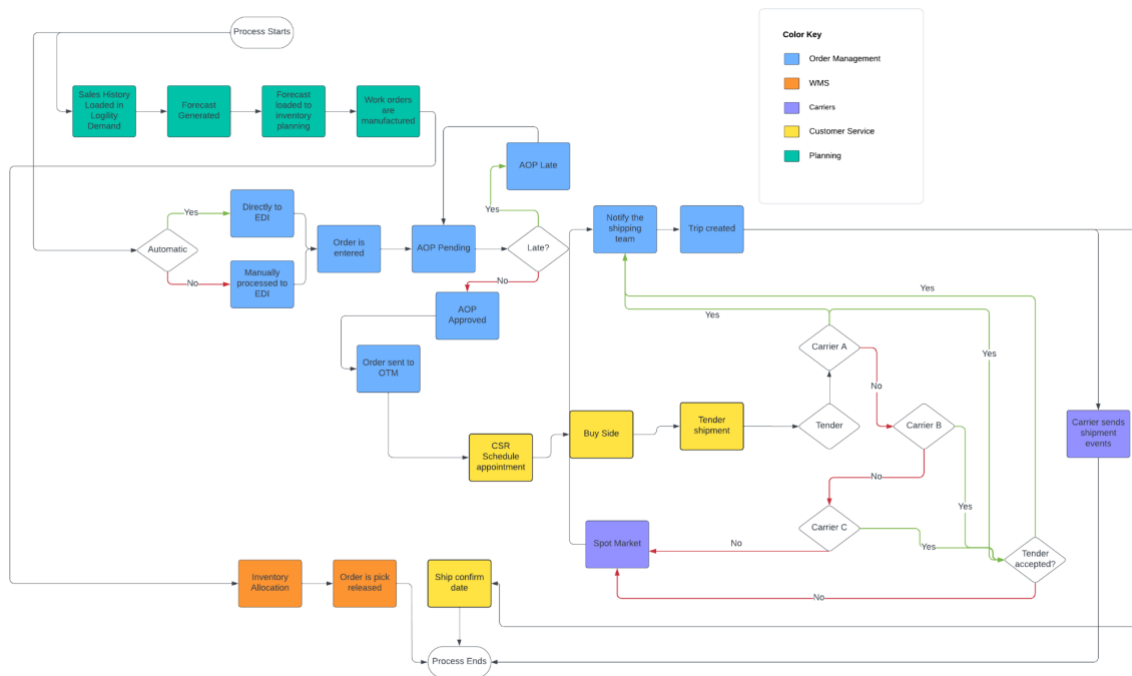 Process Starts
Color Key
Order Management
WMS
Carriers
Customer Service
Planning
Sales History
Loaded in
Logility
Demand
Forecast
Generated
Forecast
loaded to
inventory
planning
Work orders
are
manufactured
AOP Late
Yes
Directly to
EDI
Yes
Automatic
No
Manually
processed to
EDI
Order is
entered
AOP Pending
Late?
No
AOP
Approved
Order sent to
OTM
Notify the
shipping
team
Trip created
Yes
Yes
Yes
Carrier A
No
Carrier B
Buy Side
Tender
shipment
Tender
CSR
Schedule
appointment
Carrier sends
shipment
events
No
Yes
Carrier C
Yes
No
Spot Market
Tender
accepted?
No
Inventory
Allocation
Order is pick
released
Ship confirm
date
Process Ends